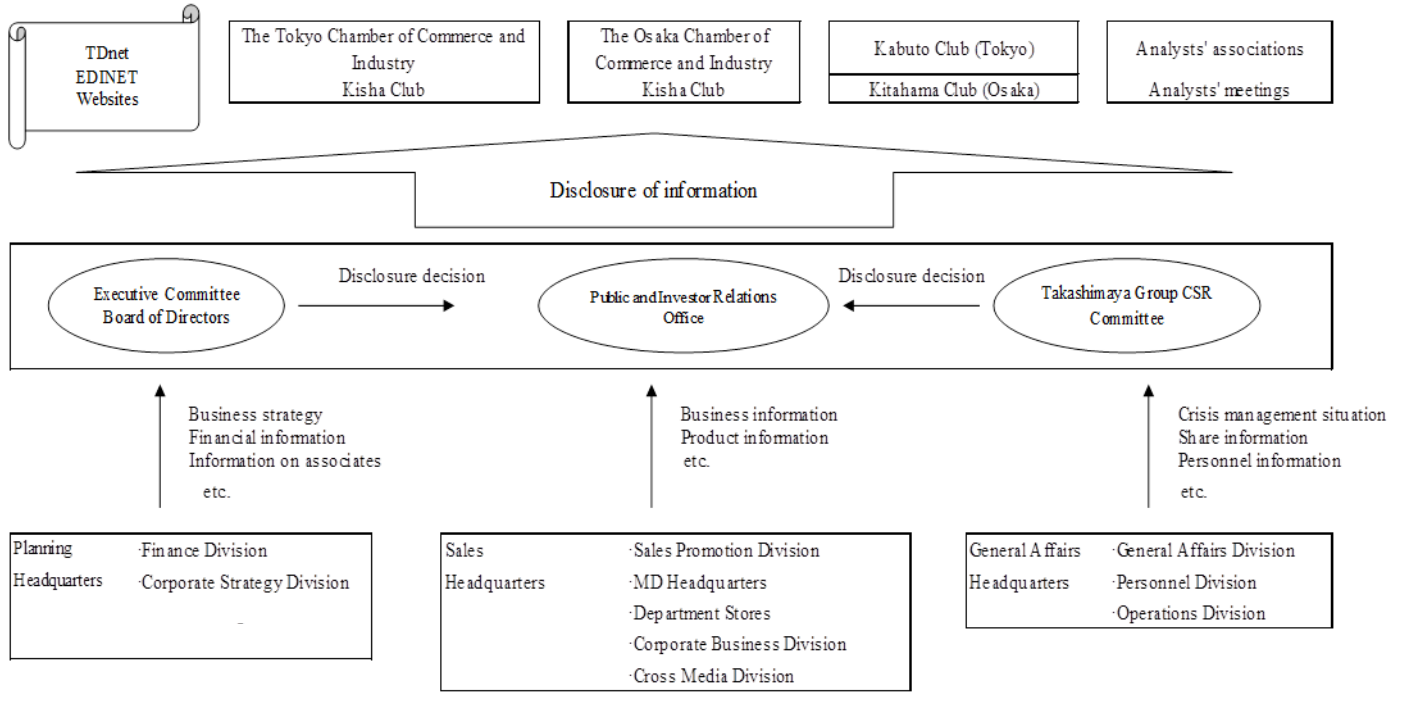 TDnet
EDINET
Websites
The Tokyo Chamber of Commerce and
Industry
Kisha Club
The Osaka Chamber of
Commerce and Industry
Kisha Club
Kabuto Club (Tokyo)
Kitahama Club (Osaka)
Analysts' associations
Analysts' meetings
Disclosure of information
Executive Committee
Board of Directors
Disclosure decision
Public and Investor Relations
Office
Disclosure decision
Takashimaya Group CSR
Committee
Business strategy
Financial information
Information on associates
etc.
Business information
Product information
etc.
Crisis management situation
Share information
Personnel information
etc.
Planning
Headquarters
·Finance Division
·Corporate Strategy Division
Sales
Headquarters
·Sales Promotion Division
·MD Headquarters
·Department Stores
·Corporate Business Division
·Cross Media Division
General Affairs
Headquarters
·General Affairs Division
·Personnel Division
·Operations Division